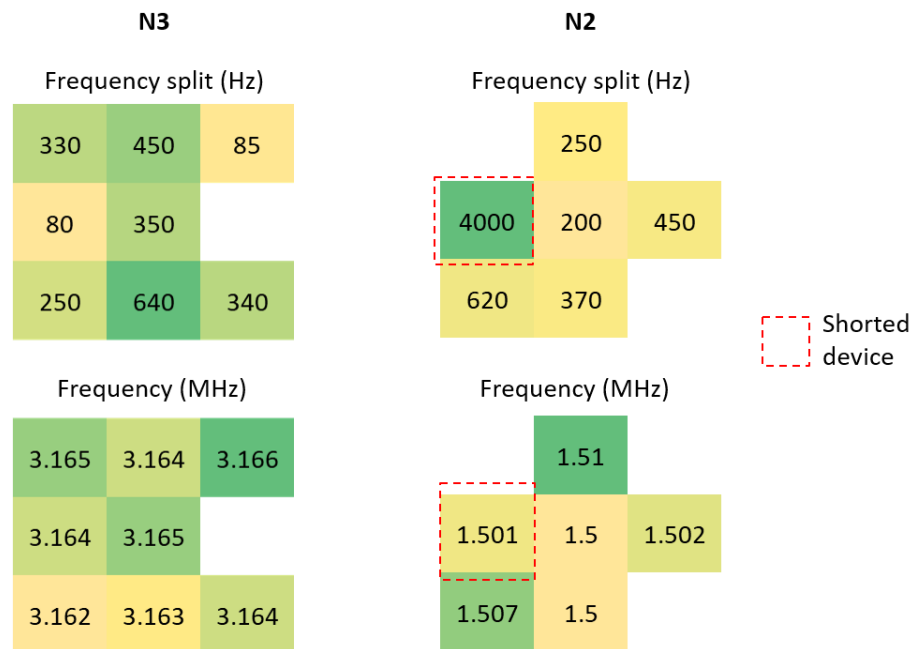 N3
N2
Frequency split (Hz)
Frequency split (Hz)
330 450 85
80 350
250 640 340
250
4000 200 450
620 370
Shorted
device
Frequency (MHz)
Frequency (MHz)
3.165 3.164 3.166
3.164 3.165
3.162 3.163 3.164
1.51
1.501 1.5 1.502
1.507 1.5